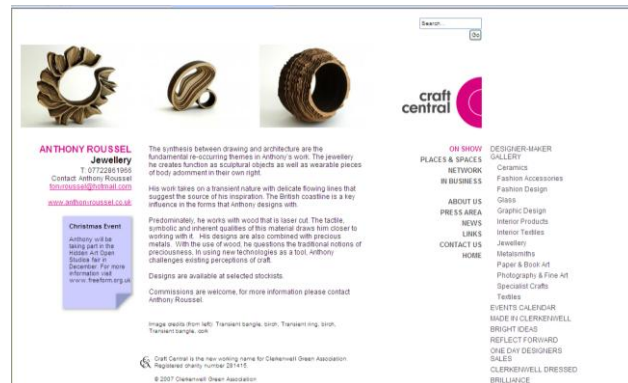 Search...
Go
craft
central
ANTHONY ROUSSEL
Jewellery
T: 07722861966
Contact: Anthony Roussel
tonyroussel@hotmail.com
www.anthonyroussel.co.uk
Christmas Event
Anthony will be
taking part in the
Hidden Art Open
Studios fair in
December. For more
information visit
www.freeform.org.uk
The synthesis between drawing and architecture are the
fundamental re-occurring themes in Anthony's work. The jewellery
he creates function as sculptural objects as well as wearable pieces
of body adornment in their own right.
His work takes on a transient nature with delicate flowing lines that
suggest the source of his inspiration. The British coastline is a key
influence in the forms that Anthony designs with.
Predominately, he works with wood that is laser cut. The tactile,
symbolic and inherent qualities of this material draws him closer to
working with it. His designs are also combined with precious
metals. With the use of wood, he questions the traditional notions of
preciousness. In using new technologies as a tool, Anthony
challenges existing perceptions of craft.
Designs are available at selected stockists.
Commissions are welcome, for more information please contact
Anthony Roussel.
Image credits (from left): Transient bangle, birch, Transient ring, birch,
Transient bangle, oak
Craft Central is the new working name for Clerkenwell Green Association
Registered charity number 281415.
© 2007 Clerkenwell Green Association
ON SHOW
PLACES & SPACES
NETWORK
IN BUSINESS
ABOUT US
PRESS AREA
NEWS
LINKS
CONTACT US
HOME
DESIGNER-MAKER
GALLERY
Ceramics
Fashion Accessories
Fashion Design
Glass
Graphic Design
Interior Products
Interior Textiles
Jewellery
Metalsmiths
Paper & Book Art
Photography & Fine Art
Specialist Crafts
Textiles
EVENTS CALENDAR
MADE IN CLERKENWELL
BRIGHT IDEAS
REFLECT FORWARD
ONE DAY DESIGNERS
SALES
CLERKENWELL DRESSED
BRILLIANCE